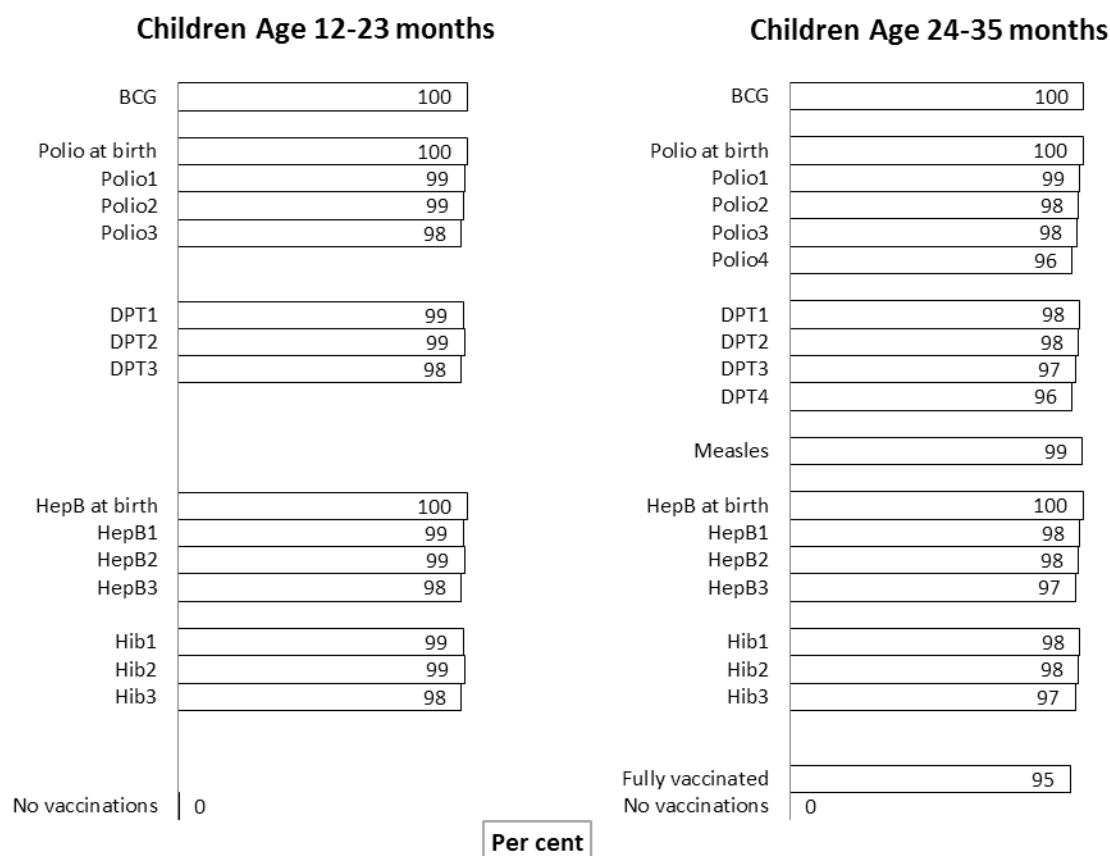 Children Age 12-23 months
BCG 100
Polio at birth 100
Polio1 99
Polio2 99
Polio3 98
DPT1 99
DPT2 99
DPT3 98
HepB at birth 100
HepB1 99
HepB2 99
HepB3 98
Hib1 99
Hib2 99
Hib3 98
No vaccinations 0
Children Age 24-35 months
BCG 100
Polio at birth 100
Polio1 99
Polio2 98
Polio3 98
Polio4 96
DPT1 98
DPT2 98
DPT3 97
DPT4 96
Measles 99
HepB at birth 100
HepB1 98
HepB2 98
HepB3 97
Hib1 98
Hib2 98
Hib3 97
Fully vaccinated 95
No vaccinations 0
Per cent